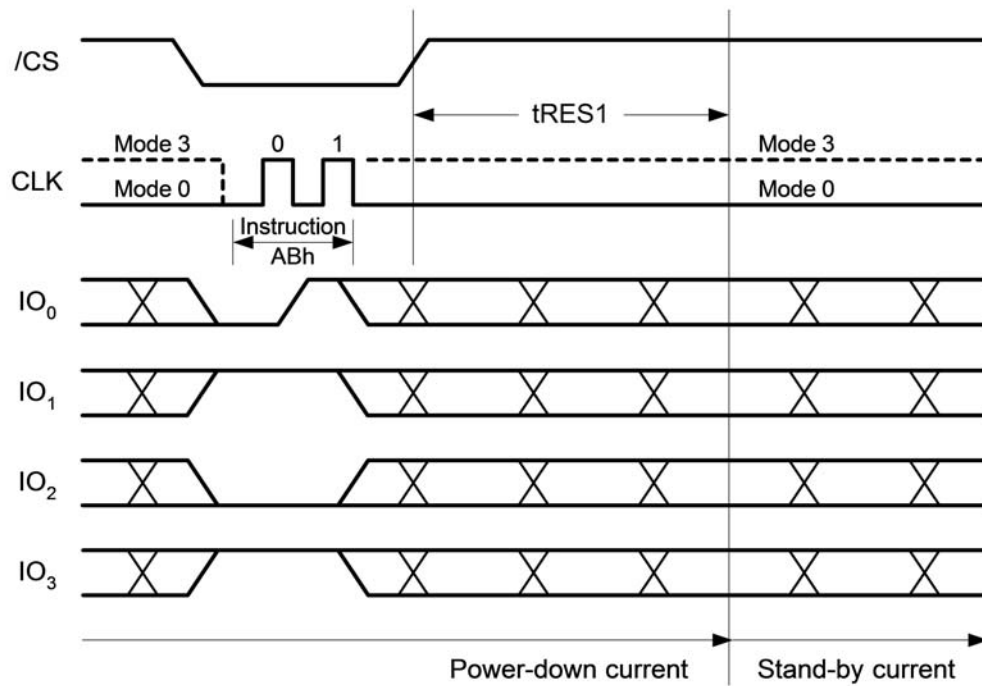 /CS
tRES1
Mode 3 0 1 Mode 3
CLK
Mode 0 Mode 0
Instruction
ABh
IO0
IO1
IO2
IO3
Power-down current Stand-by current